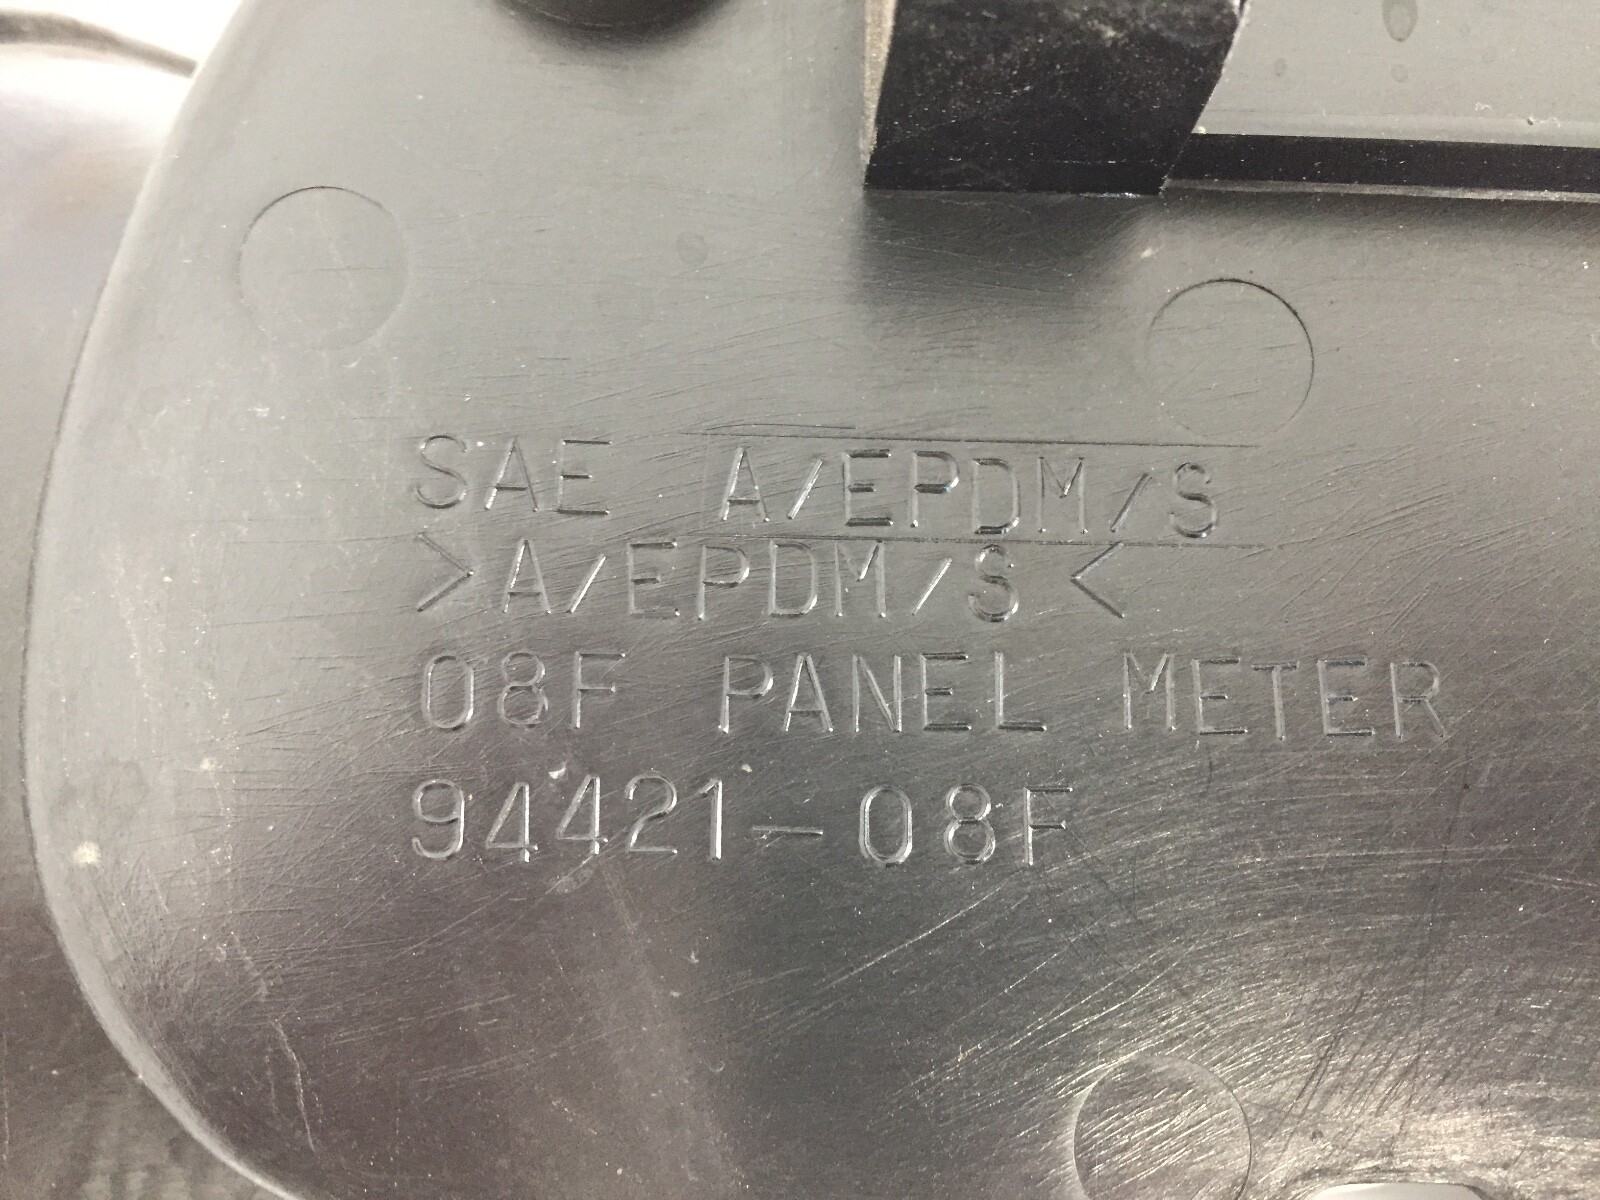 SAE A/EPDM/S
>A/EPDM/S<
08F PANEL METER
94421-08F